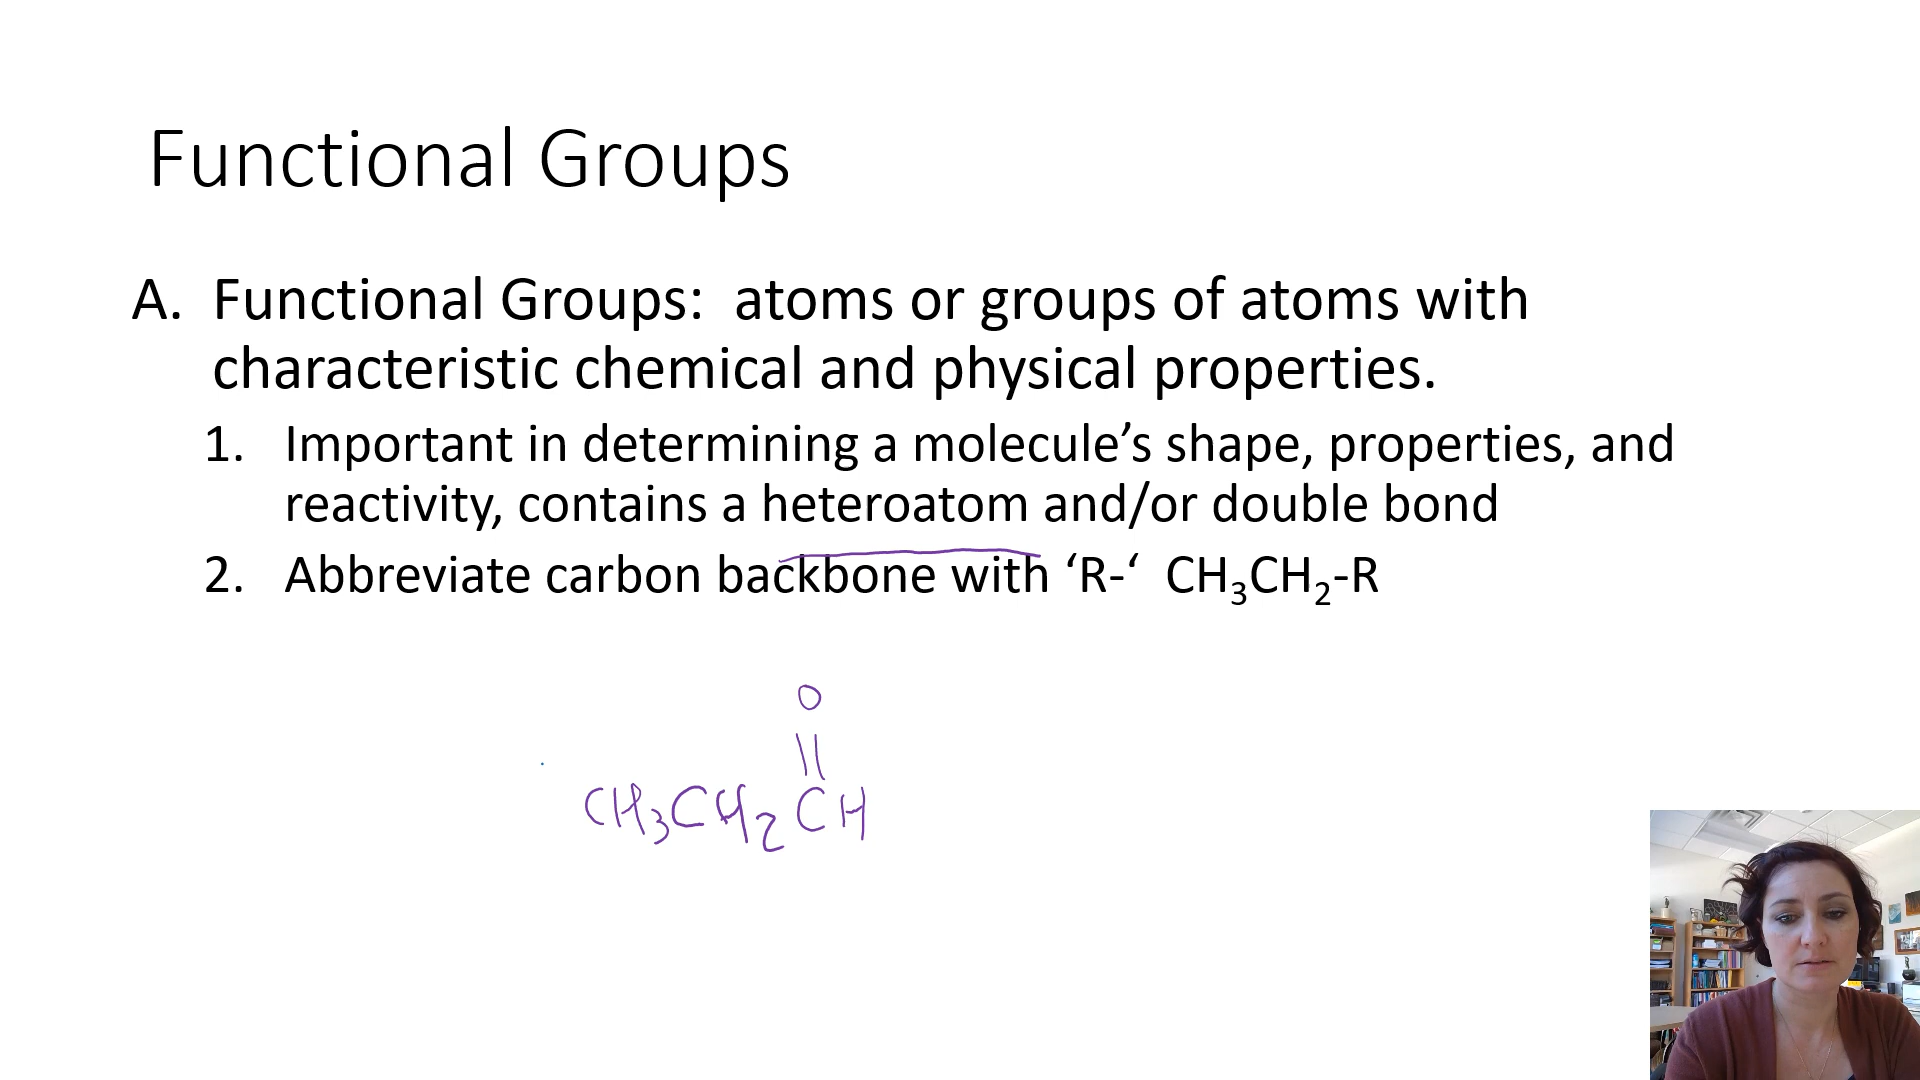 Functional Groups
A. Functional Groups:  atoms or groups of atoms with
characteristic chemical and physical properties.
1. Important in determining a molecule’s shape, properties, and
reactivity, contains a heteroatom and/or double bond
2. Abbreviate carbon backbone with ‘R-‘  CH₃CH₂-R
O
||
CH₃CH₂CH